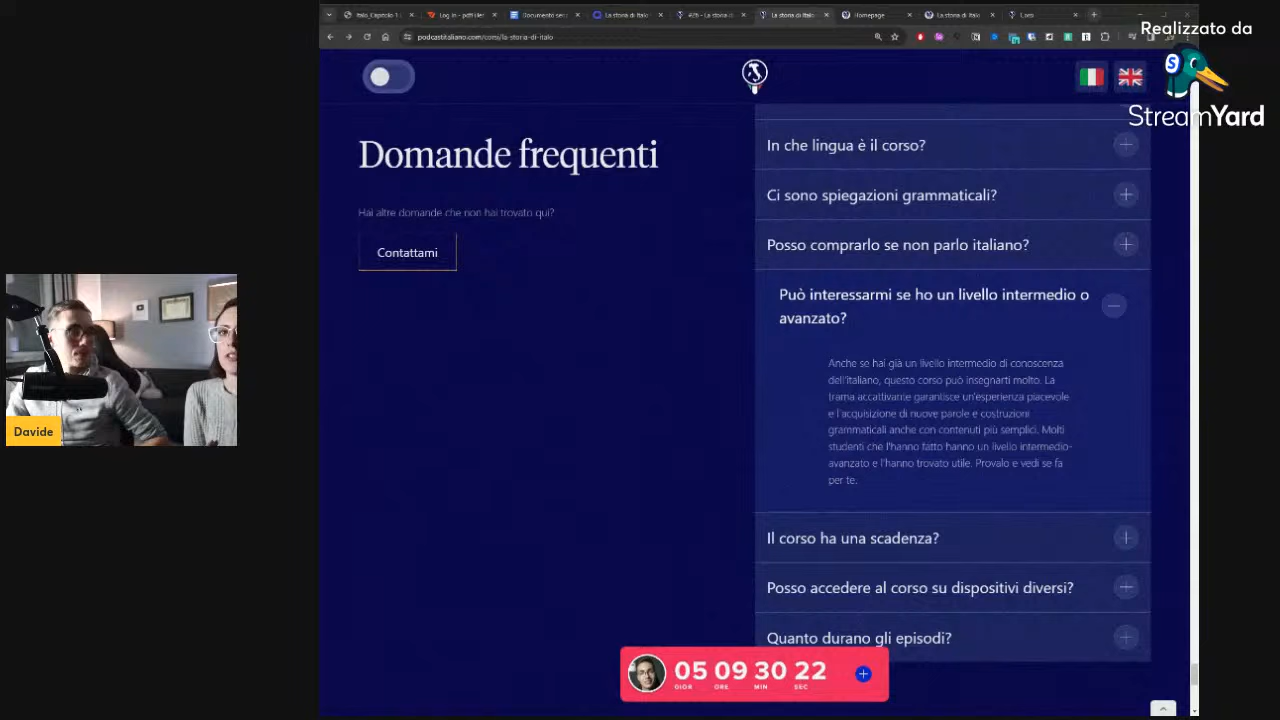 La storia di Italo
Homepage
podcastitaliano.com/corsi/la-storia-di-italo
Realizzato da
StreamYard
Domande frequenti
Hai altre domande che non hai trovato qui?
Contattami
In che lingua è il corso?
Ci sono spiegazioni grammaticali?
Posso comprarlo se non parlo italiano?
Può interessarmi se ho un livello intermedio o
avanzato?
Anche se hai già un livello intermedio di conoscenza
dell'italiano, questo corso può insegnarti molto. La
trama accattivante garantisce un'esperienza piacevole
e l'acquisizione di nuove parole e costruzioni
grammaticali anche con contenuti più semplici. Molti
studenti che l'hanno fatto hanno un livello intermedio-
avanzato e l'hanno trovato utile. Provalo e vedi se fa
per te.
Il corso ha una scadenza?
Posso accedere al corso su dispositivi diversi?
Quanto durano gli episodi?
Davide
05 09 30 22
GIOR ORE MIN SEC